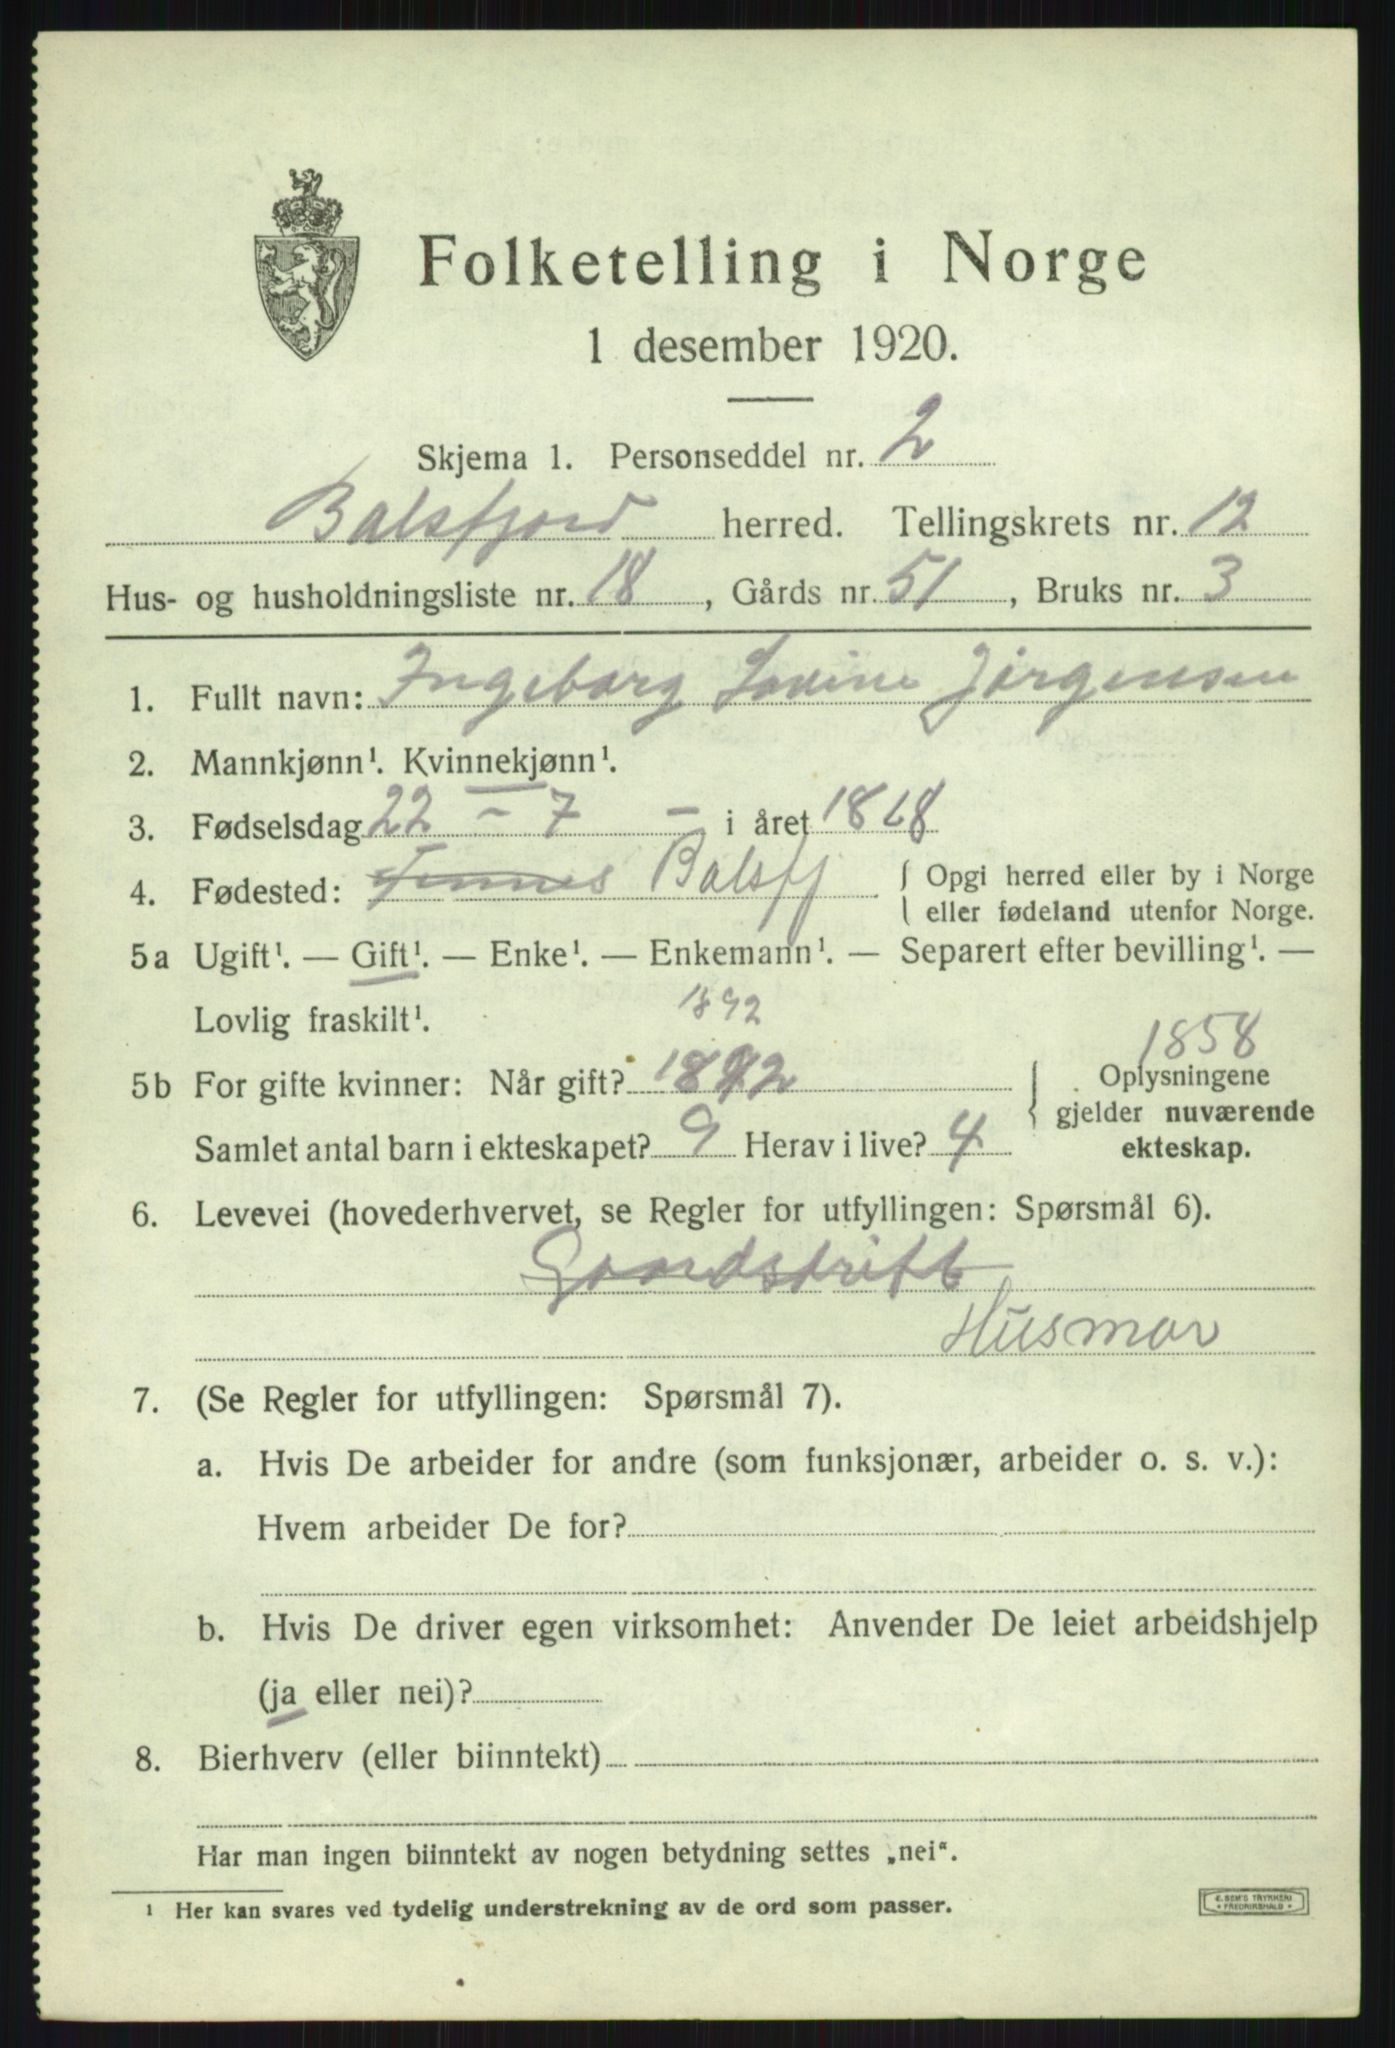 Folketelling i Norge
1 desember 1920.
Skjema 1. Personseddel nr. 2
Balsfjord herred. Tellingskrets nr. 12
Hus- og husholdningsliste nr. 18, Gårds nr. 51, Bruks nr. 3
1. Fullt navn: Ingeborg Lovine Jørgensen
2. Mannkjønn¹. Kvinnekjønn¹.
3. Fødselsdag 22 - 7 - i året 1868
4. Fødested: Tennes Balsfj { Opgi herred eller by i Norge
eller fødeland utenfor Norge.
5a Ugift¹. — Gift¹. — Enke¹. — Enkemann¹. — Separert efter bevilling¹. —
Lovlig fraskilt¹. 1892
1858
5b For gifte kvinner: Når gift? 1892 { Oplysningene
gjelder nuværende
Samlet antal barn i ekteskapet? 9 Herav i live? 4 ekteskap.
6. Levevei (hovederhvervet, se Regler for utfyllingen: Spørsmål 6).
Gaardsdrift
Husmor
7. (Se Regler for utfyllingen: Spørsmål 7).
a. Hvis De arbeider for andre (som funksjonær, arbeider o. s. v.):
Hvem arbeider De for?
b. Hvis De driver egen virksomhet: Anvender De leiet arbeidshjelp
(ja eller nei)?
8. Bierhverv (eller biinntekt)
Har man ingen biinntekt av nogen betydning settes „nei“.
¹ Her kan svares ved tydelig understrekning av de ord som passer.
E. SEM'S TRYKKERI
• FREDRIKSHALD •